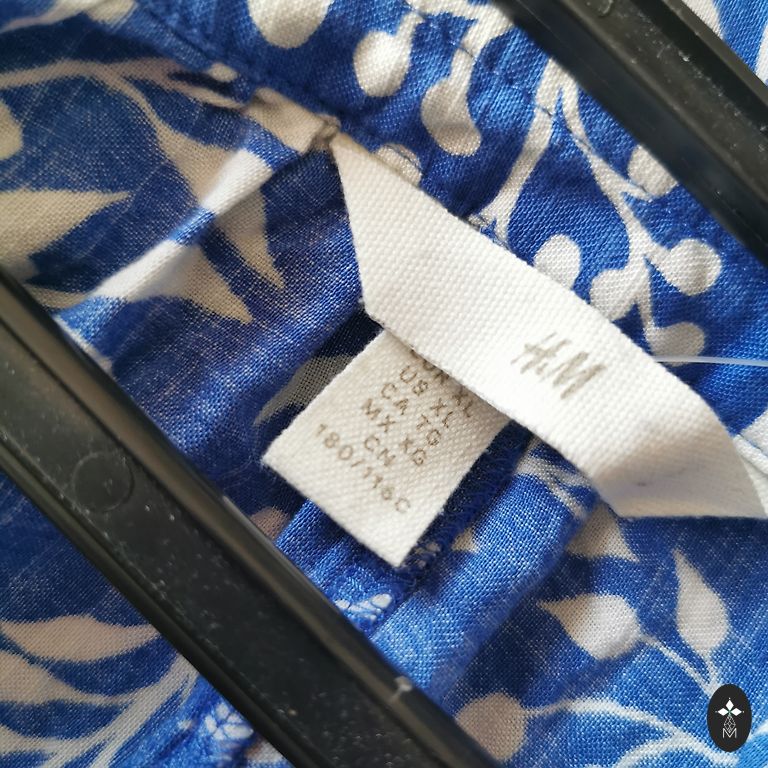 H&M
EUR XL
US XL
CA TG
MX XG
CN
180/116C
M